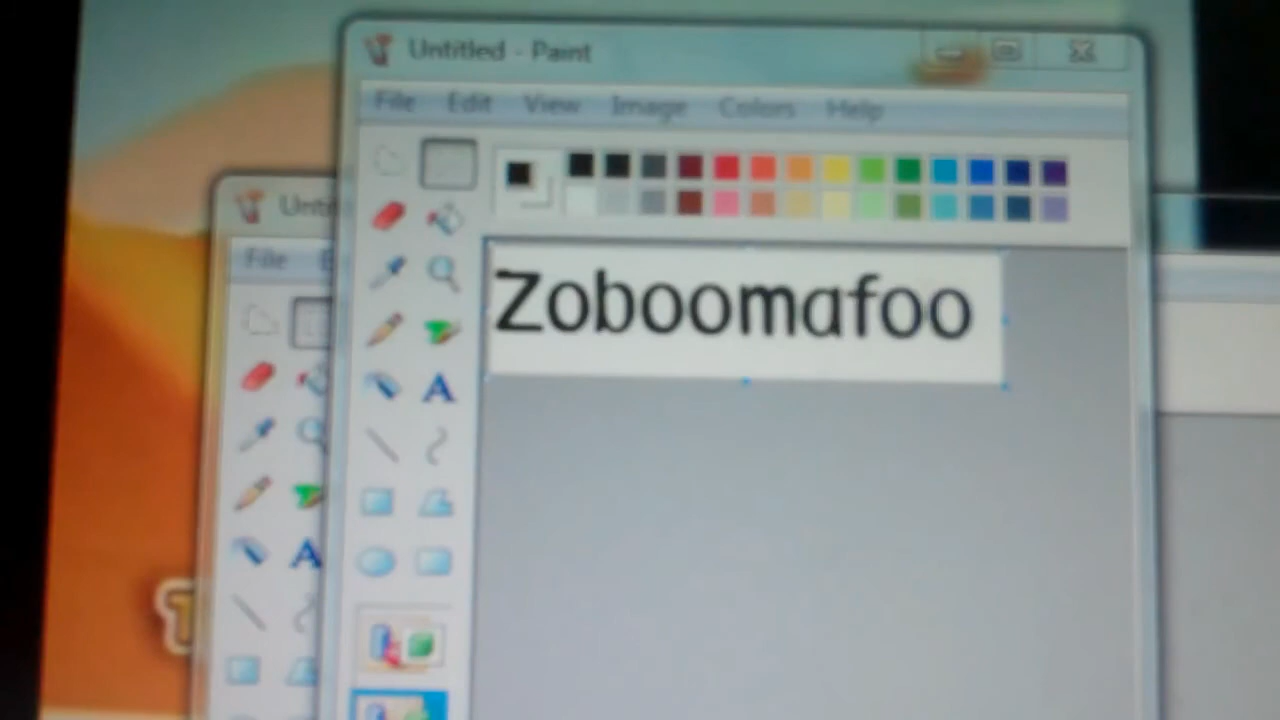 Untitled - Paint
File Edit View Image Colors Help
Zoboomafoo
File
A
A